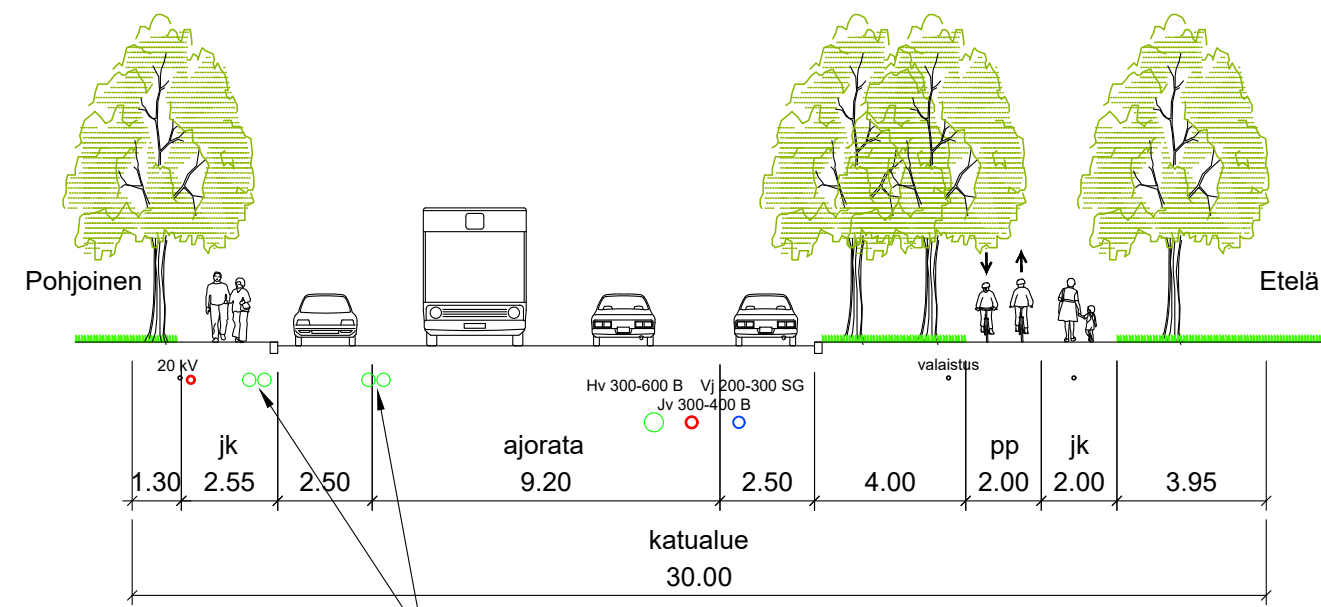 Pohjoinen
Etelä
20 kV
valaistus
Hv 300-600 B
Vj 200-300 SG
Jv 300-400 B
jk
ajorata
pp
jk
1.30
2.55
2.50
9.20
2.50
4.00
2.00
2.00
3.95
katualue
30.00